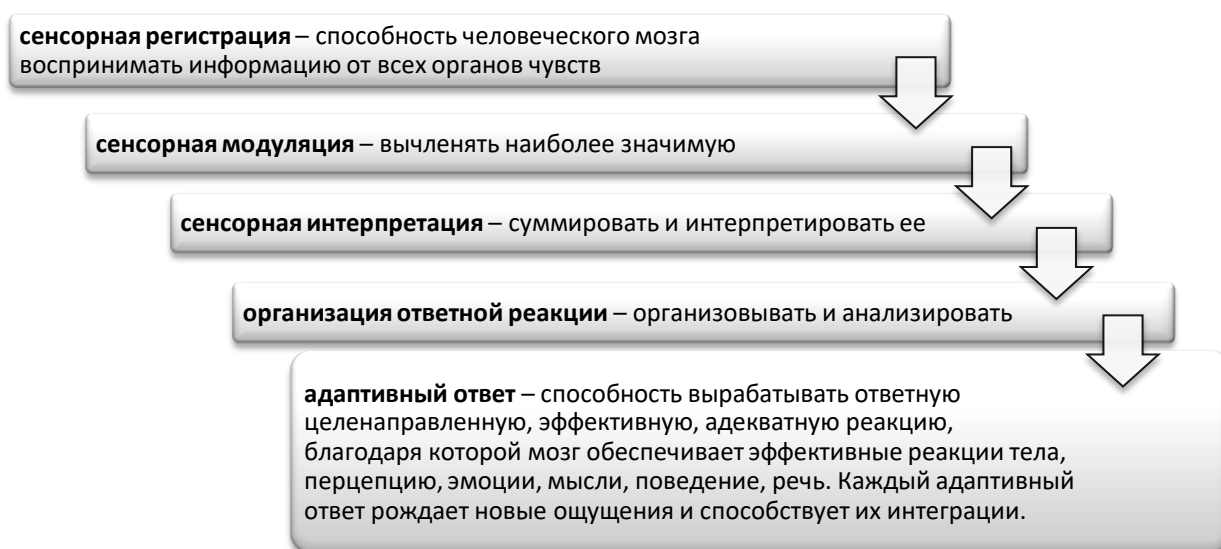 сенсорная регистрация – способность человеческого мозга
воспринимать информацию от всех органов чувств
сенсорная модуляция – вычленять наиболее значимую
сенсорная интерпретация – суммировать и интерпретировать ее
организация ответной реакции – организовывать и анализировать
адаптивный ответ – способность вырабатывать ответную
целенаправленную, эффективную, адекватную реакцию,
благодаря которой мозг обеспечивает эффективные реакции тела,
перцепцию, эмоции, мысли, поведение, речь. Каждый адаптивный
ответ рождает новые ощущения и способствует их интеграции.